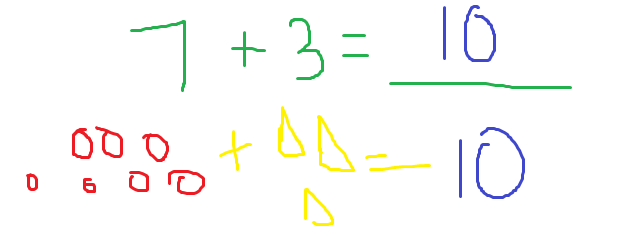 7 + 3 = 10
+ = 10